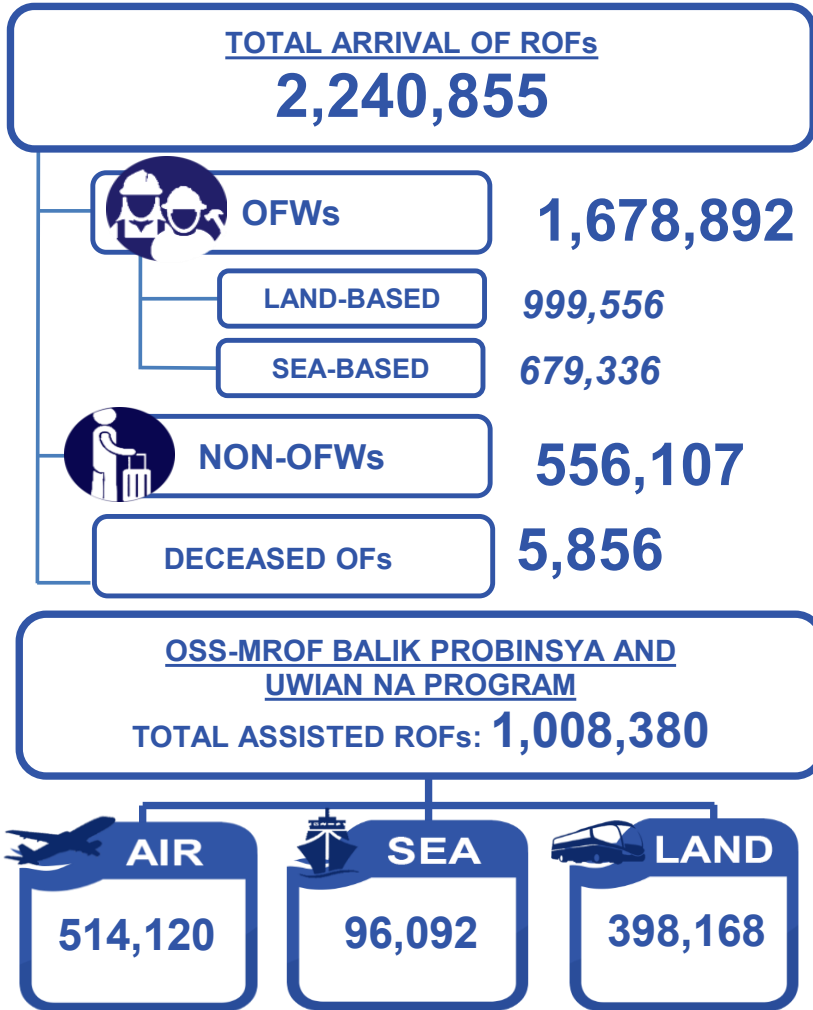 TOTAL ARRIVAL OF ROFs
2,240,855
OFWs 1,678,892
LAND-BASED 999,556
SEA-BASED 679,336
NON-OFWs 556,107
DECEASED OFs 5,856
OSS-MROF BALIK PROBINSYA AND
UWIAN NA PROGRAM
TOTAL ASSISTED ROFs: 1,008,380
AIR
514,120
SEA
96,092
LAND
398,168